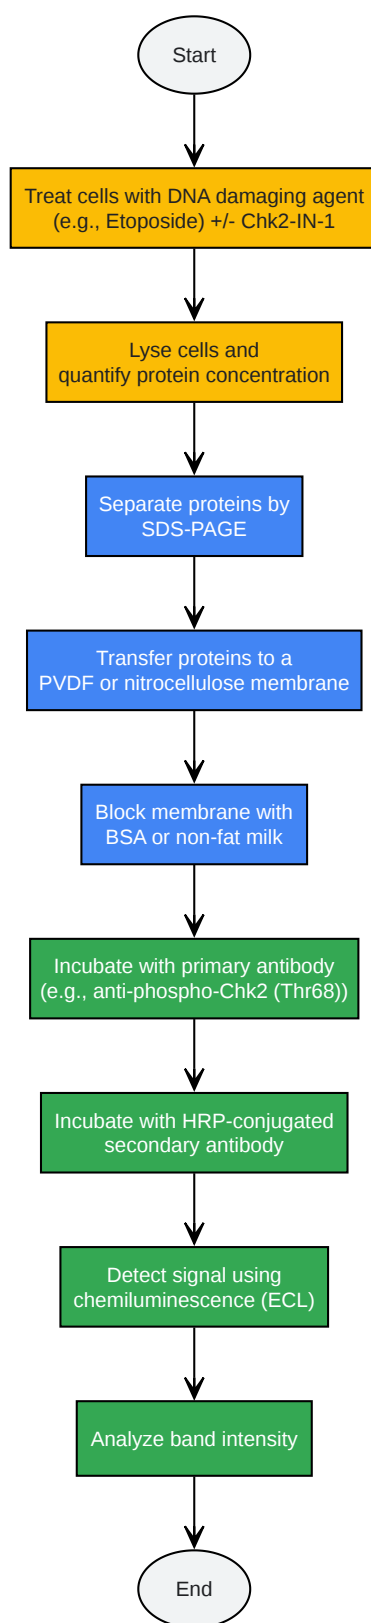 Start
Treat cells with DNA damaging agent
(e.g., Etoposide) +/- Chk2-IN-1
Lyse cells and
quantify protein concentration
Separate proteins by
SDS-PAGE
Transfer proteins to a
PVDF or nitrocellulose membrane
Block membrane with
BSA or non-fat milk
Incubate with primary antibody
(e.g., anti-phospho-Chk2 (Thr68))
Incubate with HRP-conjugated
secondary antibody
Detect signal using
chemiluminescence (ECL)
Analyze band intensity
End